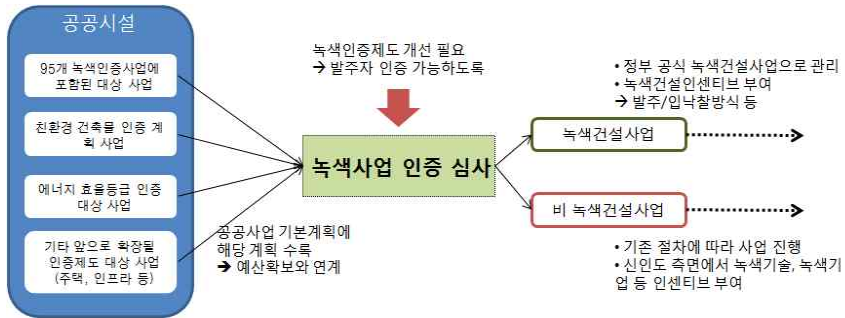 공공시설
95개 녹색인증사업에
포함된 대상 사업
친환경 건축물 인증 계
획 사업
에너지 효율등급 인증
대상 사업
기타 앞으로 확장될
인증제도 대상 사업
(주택, 인프라 등)
녹색인증제도 개선 필요
→ 발주자 인증 가능하도록
녹색사업 인증 심사
공공사업 기본계획에
해당 계획 수록
→ 예산확보와 연계
• 정부 공식 녹색건설사업으로 관리
• 녹색건설인센티브 부여
→ 발주/입낙찰방식 등
녹색건설사업
비 녹색건설사업
• 기존 절차에 따라 사업 진행
• 신인도 측면에서 녹색기술, 녹색기
업 등 인센티브 부여